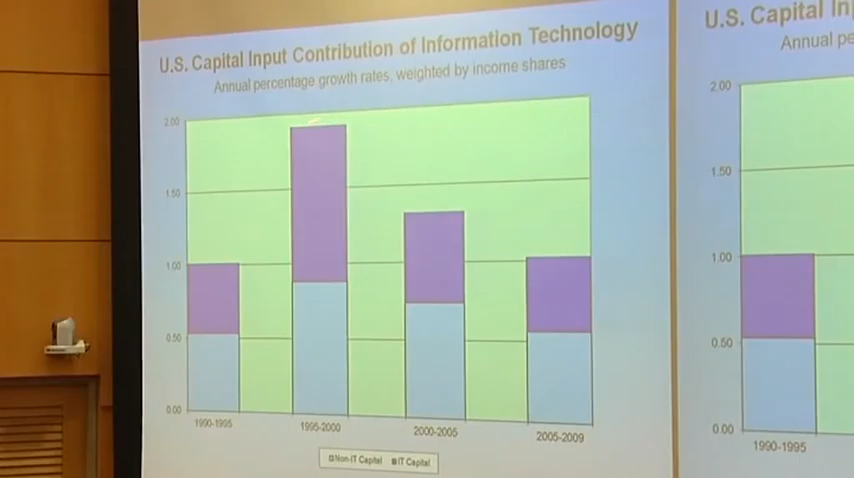 U.S. Capital Input Contribution of Information Technology
Annual percentage growth rates, weighted by income shares
2.00
1.50
1.00
0.50
0.00
1990-1995
1995-2000
2000-2005
2005-2009
Non-IT Capital
IT Capital
U.S. Capital In
Annual pe
2.00
1.50
1.00
0.50
0.00
1990-1995